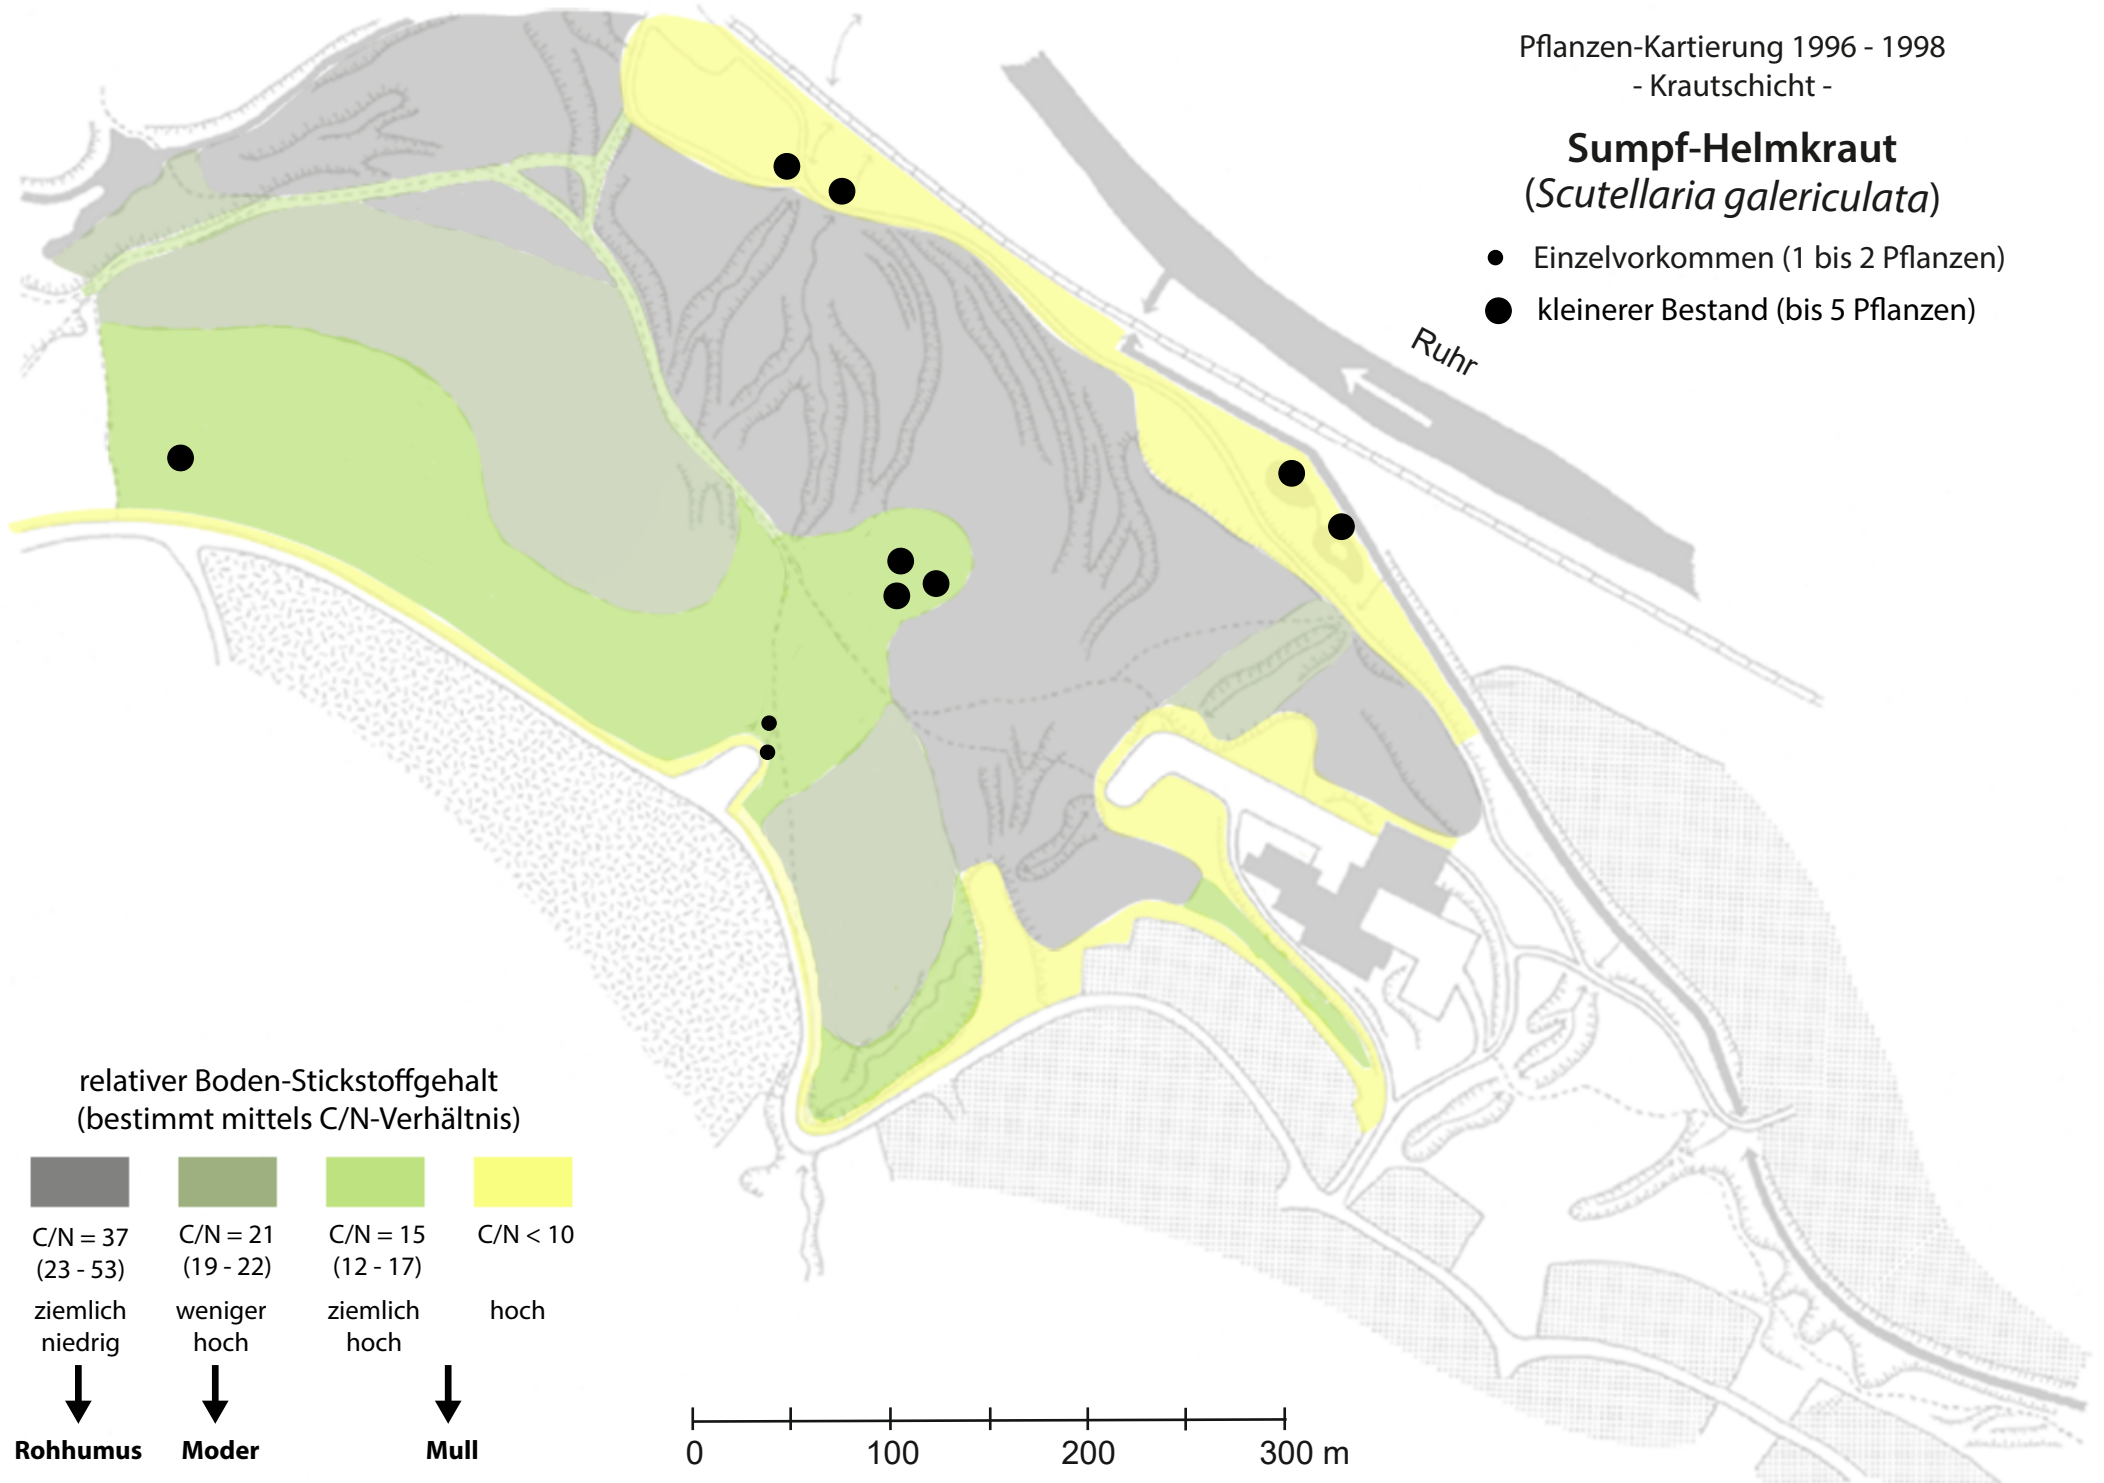 Pflanzen-Kartierung 1996 - 1998
- Krautschicht -
Sumpf-Helmkraut
(Scutellaria galericulata)
Einzelvorkommen (1 bis 2 Pflanzen)
kleinerer Bestand (bis 5 Pflanzen)
Ruhr
relativer Boden-Stickstoffgehalt
(bestimmt mittels C/N-Verhältnis)
C/N = 37
(23 - 53)
ziemlich
niedrig
Rohhumus
C/N = 21
(19 - 22)
weniger
hoch
Moder
C/N = 15
(12 - 17)
ziemlich
hoch
C/N < 10
hoch
Mull
0 100 200 300 m